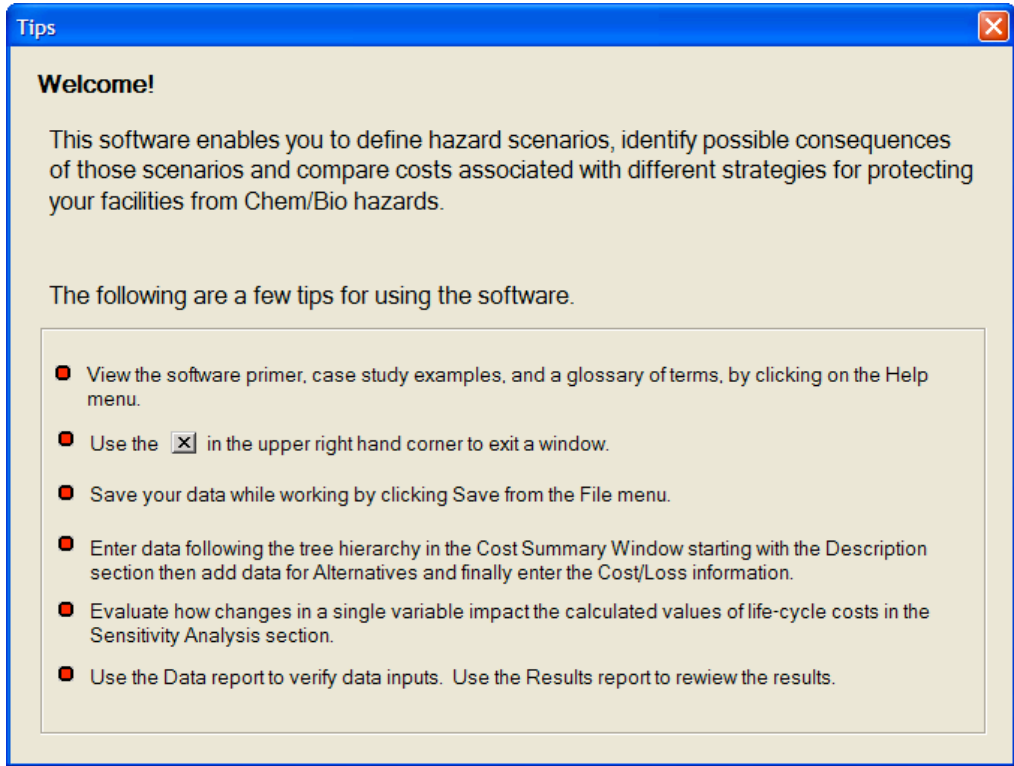 Tips
Welcome!
This software enables you to define hazard scenarios, identify possible consequences
of those scenarios and compare costs associated with different strategies for protecting
your facilities from Chem/Bio hazards.
The following are a few tips for using the software.
View the software primer, case study examples, and a glossary of terms, by clicking on the Help
menu.
Use the X in the upper right hand corner to exit a window.
Save your data while working by clicking Save from the File menu.
Enter data following the tree hierarchy in the Cost Summary Window starting with the Description
section then add data for Alternatives and finally enter the Cost/Loss information.
Evaluate how changes in a single variable impact the calculated values of life-cycle costs in the
Sensitivity Analysis section.
Use the Data report to verify data inputs.  Use the Results report to rewiew the results.